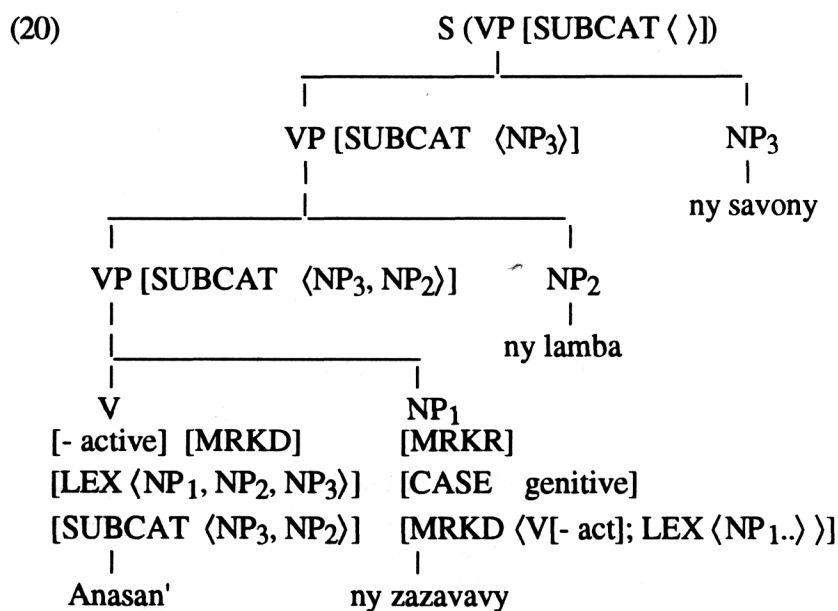 (20) S (VP [SUBCAT ⟨ ⟩])
VP [SUBCAT ⟨NP₃⟩] NP₃
ny savony
VP [SUBCAT ⟨NP₃, NP₂⟩] NP₂
ny lamba
V NP₁
[- active] [MRKD] [MRKR]
[LEX ⟨NP₁, NP₂, NP₃⟩] [CASE genitive]
[SUBCAT ⟨NP₃, NP₂⟩] [MRKD ⟨V[- act]; LEX ⟨NP₁..⟩ ⟩]
Anasan' ny zazavavy